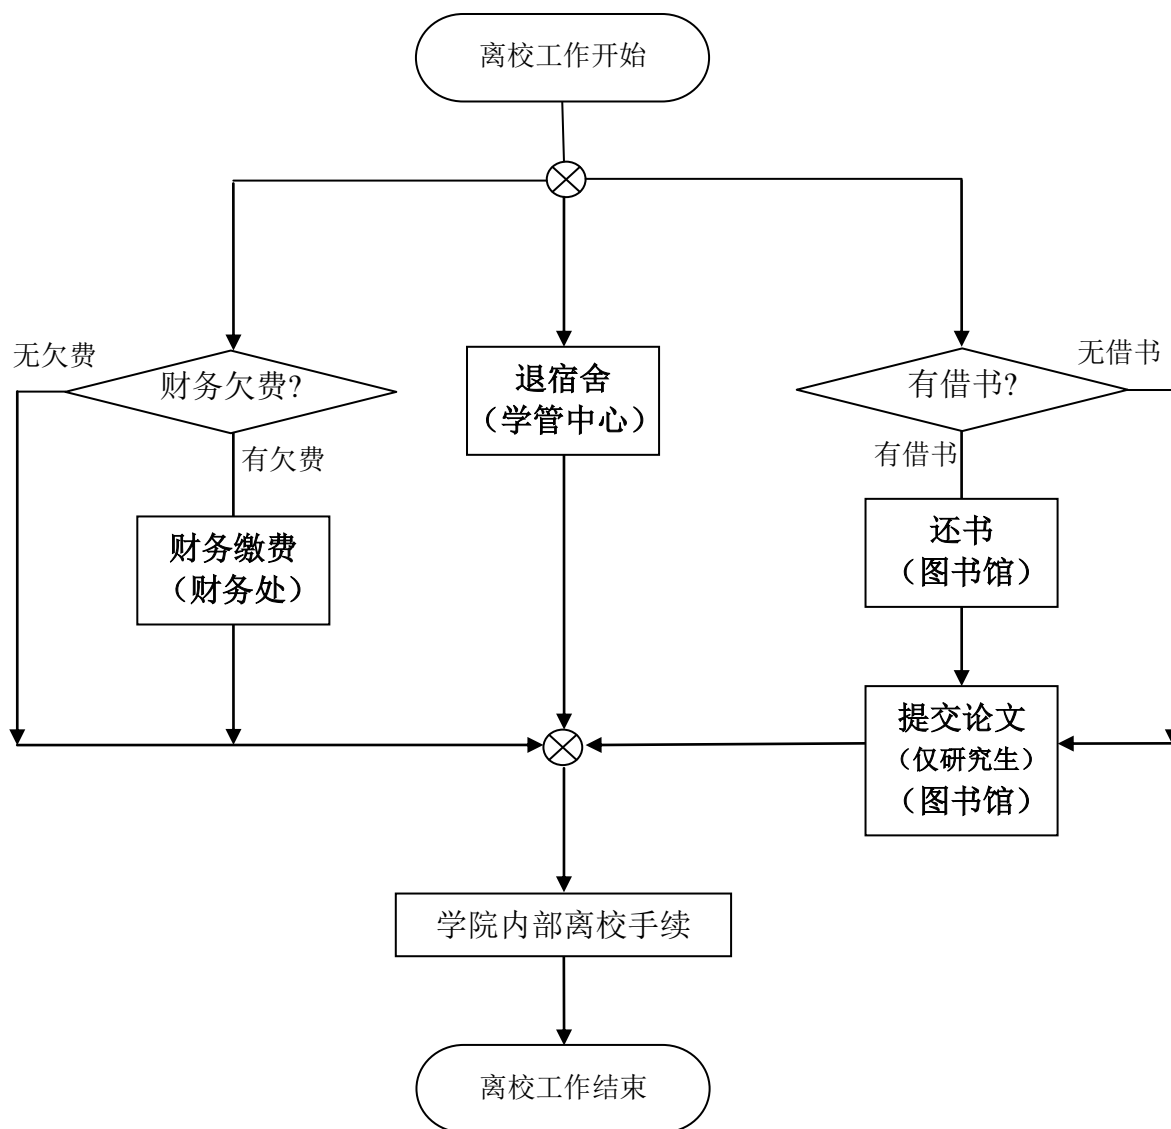 离校工作开始
无欠费
财务欠费?
有欠费
财务缴费
（财务处）
退宿舍
（学管中心）
无借书
有借书?
有借书
还书
（图书馆）
提交论文
（仅研究生）
（图书馆）
学院内部离校手续
离校工作结束